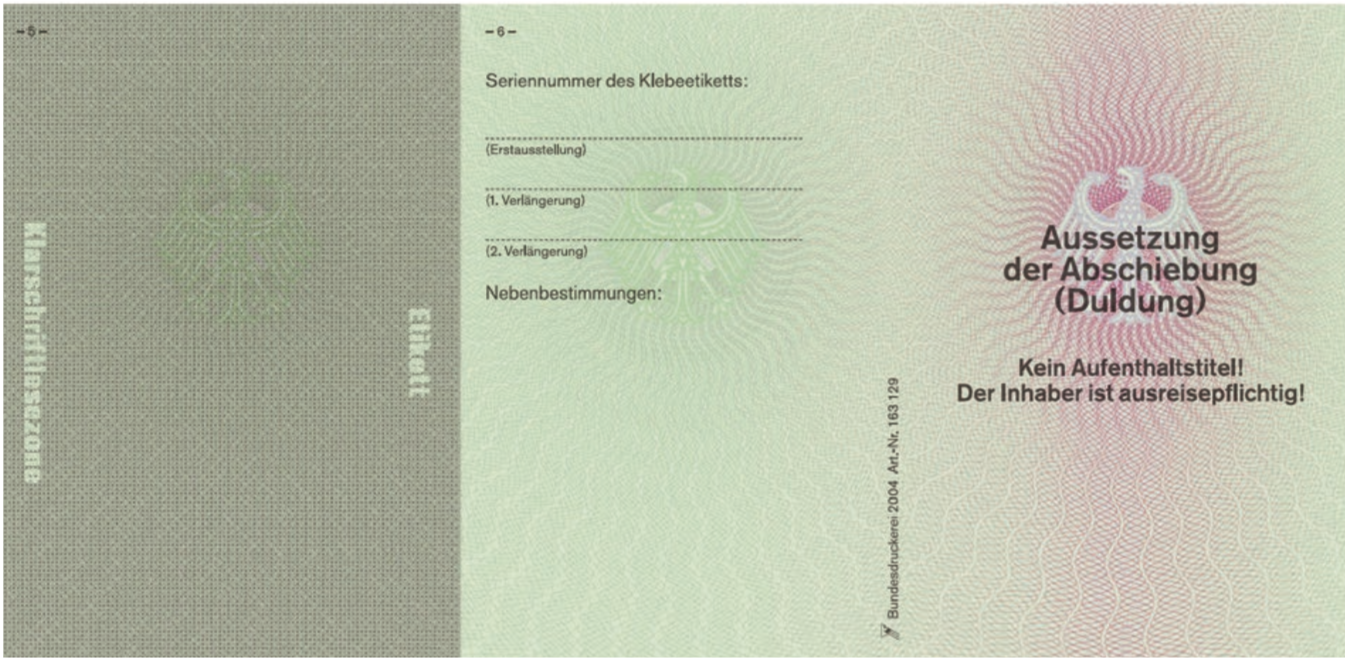 – 5 –
Klarschriftlesezone
Etikett
– 6 –
Seriennummer des Klebeetiketts:
(Erstausstellung)
(1. Verlängerung)
(2. Verlängerung)
Nebenbestimmungen:
Bundesdruckerei 2004 Art.-Nr. 163 129
Aussetzung
der Abschiebung
(Duldung)
Kein Aufenthaltstitel!
Der Inhaber ist ausreisepflichtig!